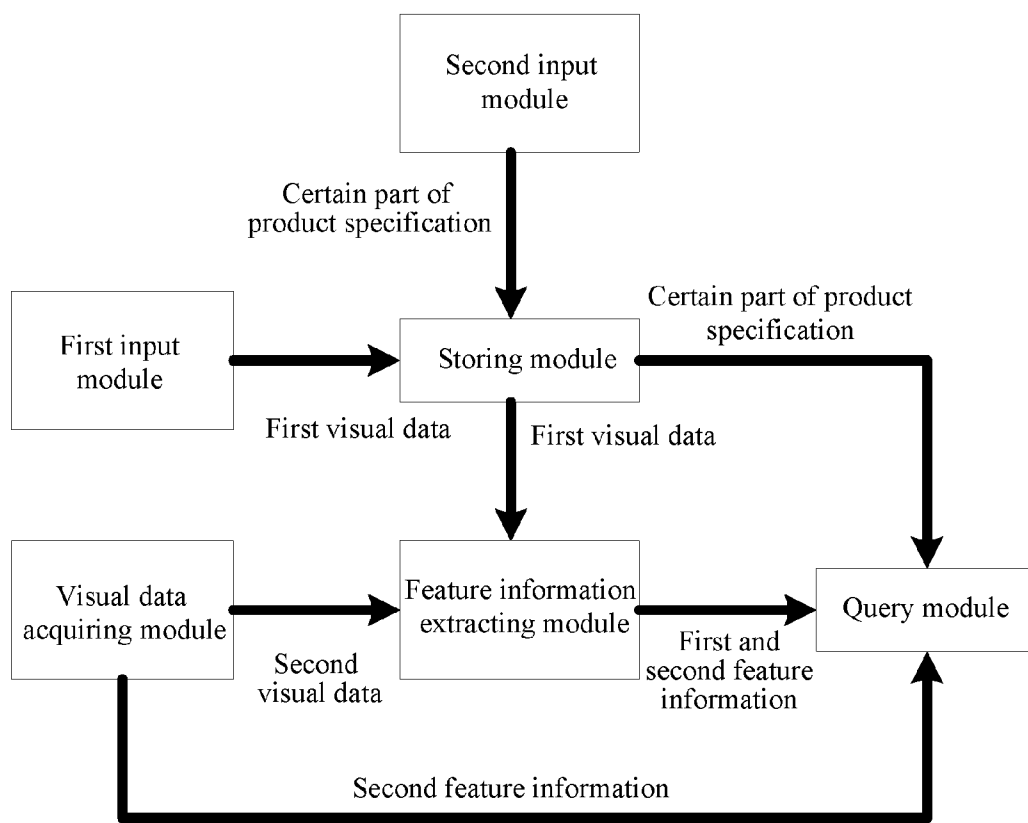 Second input
module
Certain part of
product specification
Certain part of product
specification
First input
module
Storing module
First visual data
First visual data
Visual data
acquiring module
Feature information
extracting module
Query module
Second
visual data
First and
second feature
information
Second feature information